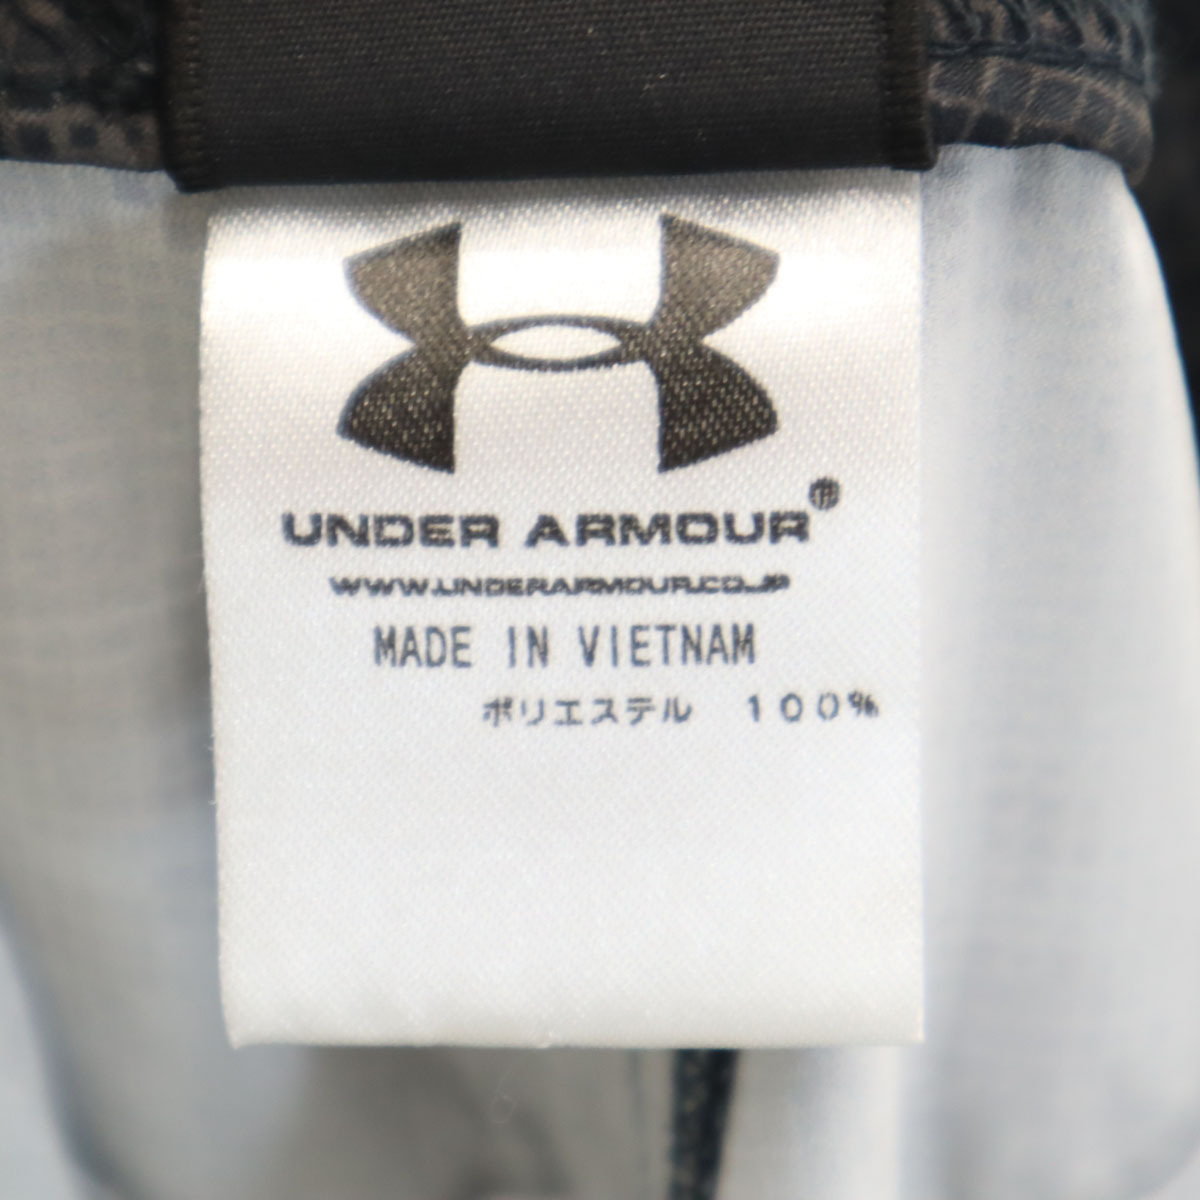 UNDER ARMOUR®
WWW.UNDERARMOUR.CO.JP
MADE IN VIETNAM
ポリエステル 100%